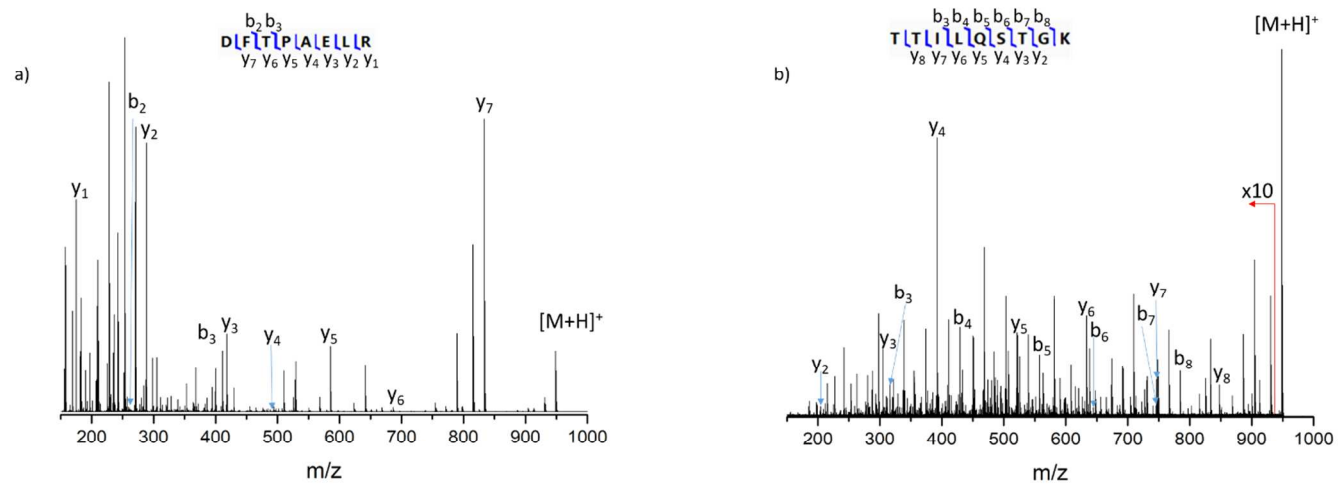 a)
b₂ b₃
D F T P A E L R
y₇ y₆ y₅ y₄ y₃ y₂ y₁
b₂
y₂
y₁
y₇
b₃ y₃
y₄
y₅
y₆
[M+H]⁺
200 300 400 500 600 700 800 900 1000
m/z
b)
b₃ b₄ b₅ b₆ b₇ b₈
T T I L Q S T G K
y₈ y₇ y₆ y₅ y₄ y₃ y₂
[M+H]⁺
y₄
x10
y₂
y₃
b₃
b₄
y₅
b₅
y₆
b₆
b₇
y₇
b₈
y₈
200 300 400 500 600 700 800 900 1000
m/z